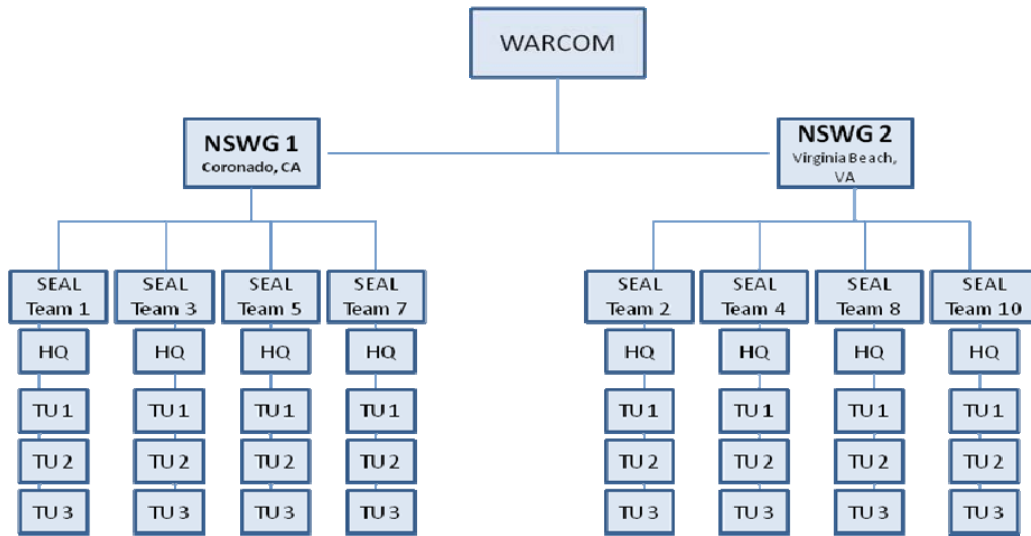 WARCOM
NSWG 1
Coronado, CA
NSWG 2
Virginia Beach,
VA
SEAL
Team 1
SEAL
Team 3
SEAL
Team 5
SEAL
Team 7
SEAL
Team 2
SEAL
Team 4
SEAL
Team 8
SEAL
Team 10
HQ
HQ
HQ
HQ
HQ
HQ
HQ
HQ
TU 1
TU 1
TU 1
TU 1
TU 1
TU 1
TU 1
TU 1
TU 2
TU 2
TU 2
TU 2
TU 2
TU 2
TU 2
TU 2
TU 3
TU 3
TU 3
TU 3
TU 3
TU 3
TU 3
TU 3